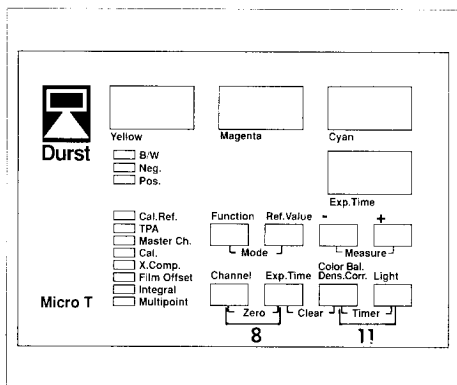 Durst
Yellow
Magenta
Cyan
B/W
Neg.
Pos.
Exp.Time
Cal.Ref.
TPA
Master Ch.
Cal.
X.Comp.
Film Offset
Integral
Multipoint
Function
Ref.Value
-
+
Mode
Measure
Channel
Exp.Time
Color Bal.
Dens.Corr.
Light
Zero
Clear
Timer
Micro T
8
11